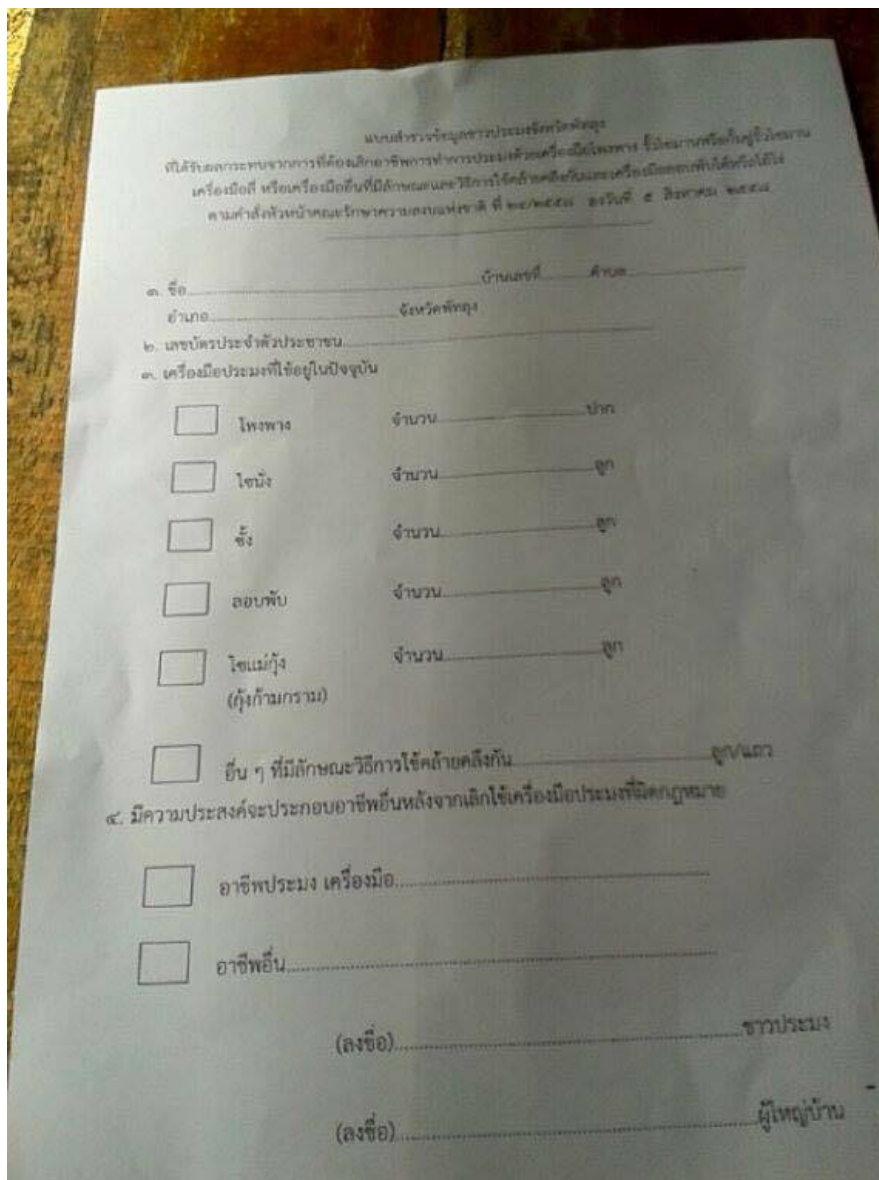 แบบสำรวจข้อมูลชาวประมงจังหวัดพัทลุง
ที่ได้รับผลกระทบจากการที่ต้องเลิกอาชีพการทำการประมงด้วยเครื่องมือโพงพาง รั้วไซมานหรือกั้นซู่รั้วไซมาน
เครื่องมือลี่ หรือเครื่องมืออื่นที่มีลักษณะและวิธีการใช้คล้ายคลึงกันและเครื่องมือลอบพับได้หรือไอ้โง่
ตามคำสั่งหัวหน้าคณะรักษาความสงบแห่งชาติ ที่ ๒๔/๒๕๕๘ ลงวันที่ ๕ สิงหาคม ๒๕๕๘
๑. ชื่อ.......... บ้านเลขที่..........ตำบล..........
อำเภอ..........จังหวัดพัทลุง
๒. เลขบัตรประจำตัวประชาชน..........
๓. เครื่องมือประมงที่ใช้อยู่ในปัจจุบัน
โพงพาง จำนวน..........ปาก
ไซนั่ง จำนวน..........ลูก
ซั้ง จำนวน..........ลูก
ลอบพับ จำนวน..........ลูก
ไซแม่กุ้ง จำนวน..........ลูก
(กุ้งก้ามกราม)
อื่น ๆ ที่มีลักษณะวิธีการใช้คล้ายคลึงกัน..........ลูก/แถว
๔. มีความประสงค์จะประกอบอาชีพอื่นหลังจากเลิกใช้เครื่องมือประมงที่ผิดกฎหมาย
อาชีพประมง เครื่องมือ..........
อาชีพอื่น..........
(ลงชื่อ)..........ชาวประมง
(ลงชื่อ)..........ผู้ใหญ่บ้าน